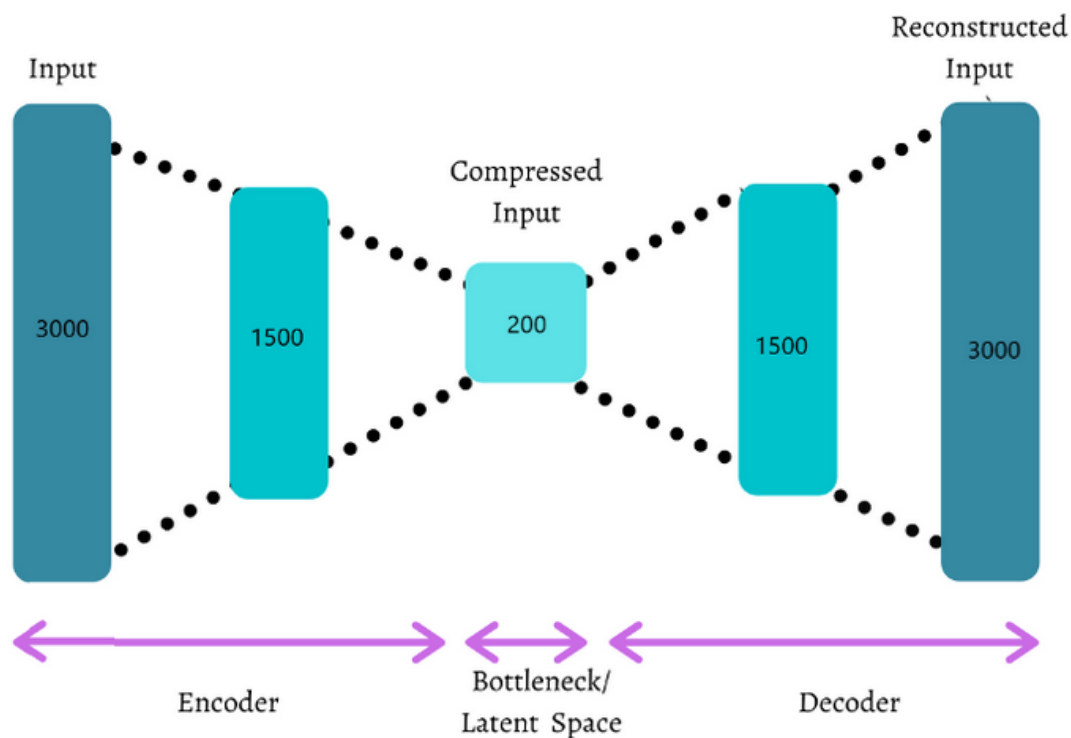 Input
Reconstructed
Input
Compressed
Input
3000
1500
200
1500
3000
Encoder
Bottleneck/
Latent Space
Decoder